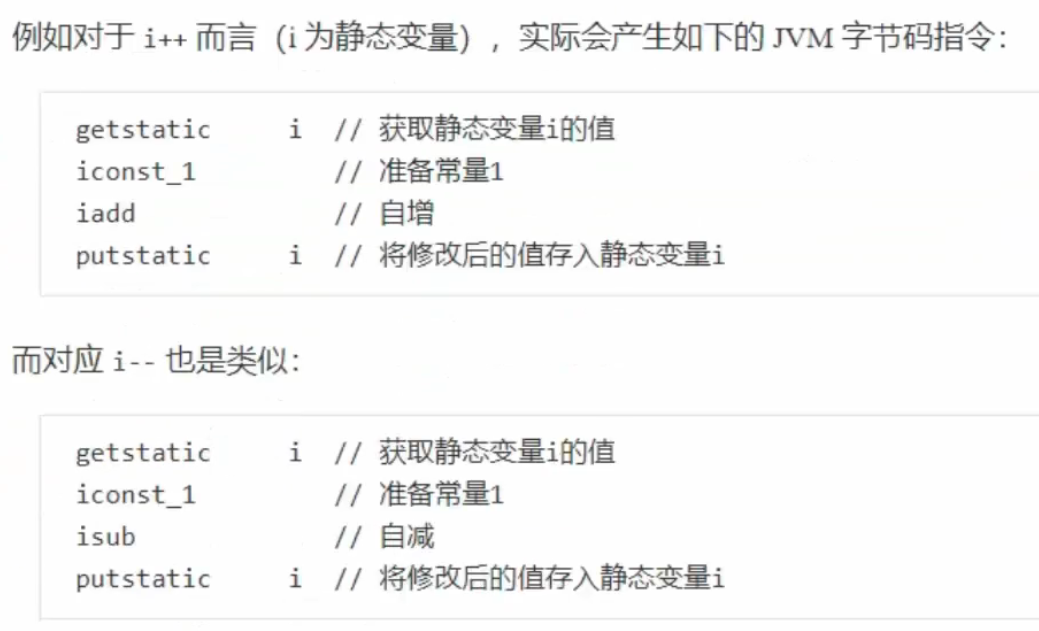 例如对于 i++ 而言（i 为静态变量），实际会产生如下的 JVM 字节码指令：
getstatic i // 获取静态变量i的值
iconst_1 // 准备常量1
iadd // 自增
putstatic i // 将修改后的值存入静态变量i
而对应 i-- 也是类似：
getstatic i // 获取静态变量i的值
iconst_1 // 准备常量1
isub // 自减
putstatic i // 将修改后的值存入静态变量i